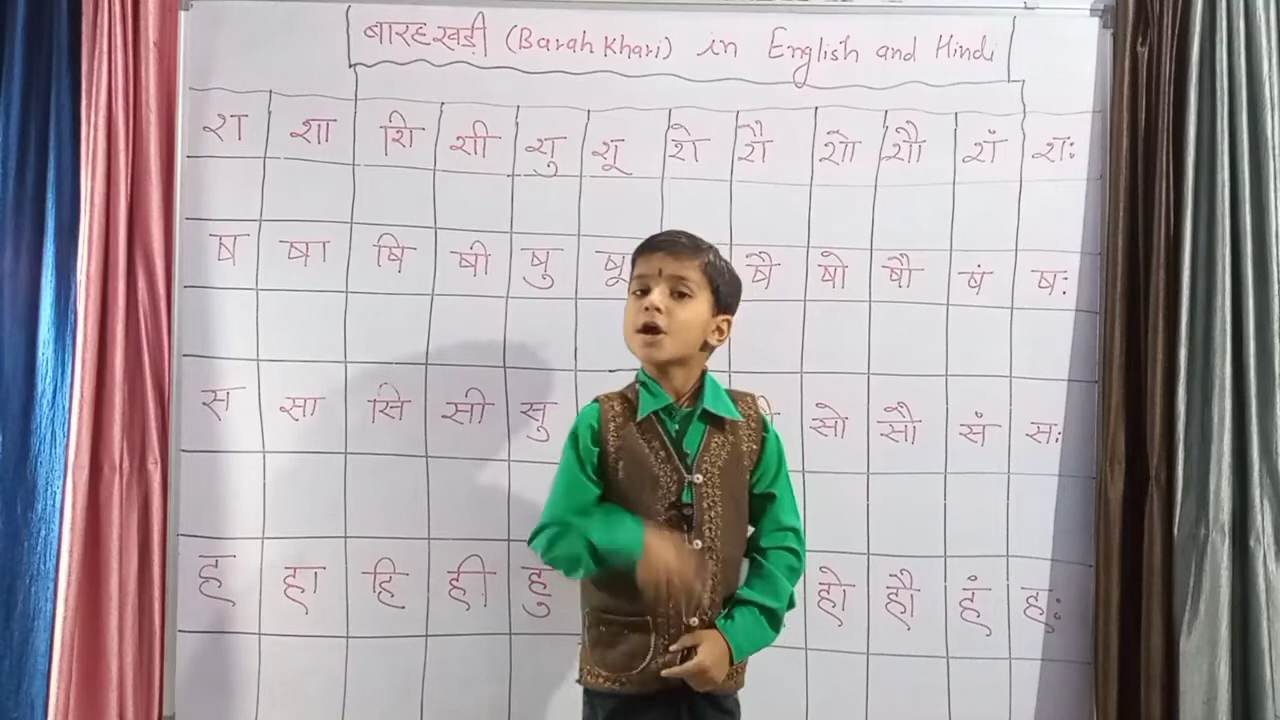 बारहखड़ी (Barah Khari) in English and Hindi
श शा शि शी शु शू शे शै शो शौ शं शः
ष षा षि षी षु षू षै षो षौ षं षः
स सा सि सी सु सो सौ सं सः
ह हा हि ही हु हो हौ हं हः